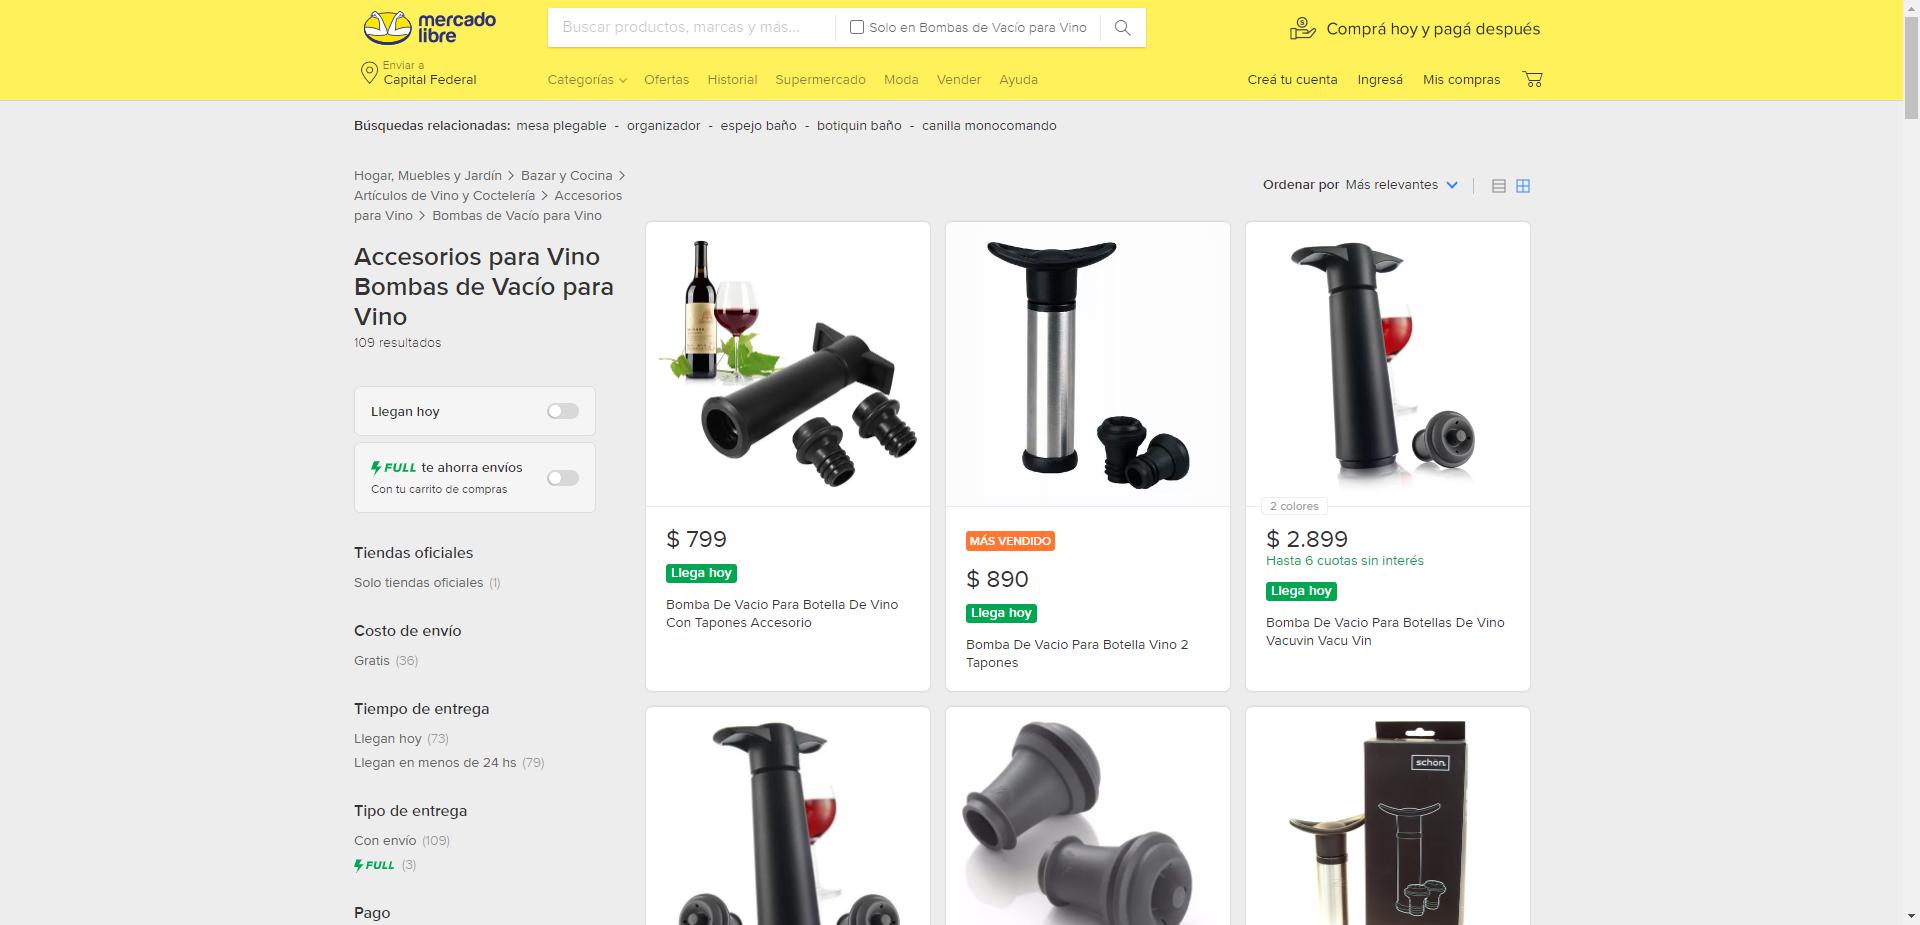 mercado
libre
Buscar productos, marcas y más...
Solo en Bombas de Vacío para Vino
Comprá hoy y pagá después
Enviar a
Capital Federal
Categorías
Ofertas
Historial
Supermercado
Moda
Vender
Ayuda
Creá tu cuenta
Ingresá
Mis compras
Búsquedas relacionadas: mesa plegable - organizador - espejo baño - botiquin baño - canilla monocomando
Hogar, Muebles y Jardín > Bazar y Cocina >
Artículos de Vino y Coctelería > Accesorios
para Vino > Bombas de Vacío para Vino
Ordenar por Más relevantes
Accesorios para Vino
Bombas de Vacío para
Vino
109 resultados
Llegan hoy
FULL te ahorra envíos
Con tu carrito de compras
Tiendas oficiales
Solo tiendas oficiales (1)
Costo de envío
Gratis (36)
Tiempo de entrega
Llegan hoy (73)
Llegan en menos de 24 hs (79)
Tipo de entrega
Con envío (109)
FULL (3)
Pago
$ 799
Llega hoy
Bomba De Vacio Para Botella De Vino
Con Tapones Accesorio
MÁS VENDIDO
$ 890
Llega hoy
Bomba De Vacio Para Botella Vino 2
Tapones
2 colores
$ 2.899
Hasta 6 cuotas sin interés
Llega hoy
Bomba De Vacio Para Botellas De Vino
Vacuvin Vacu Vin
schön.